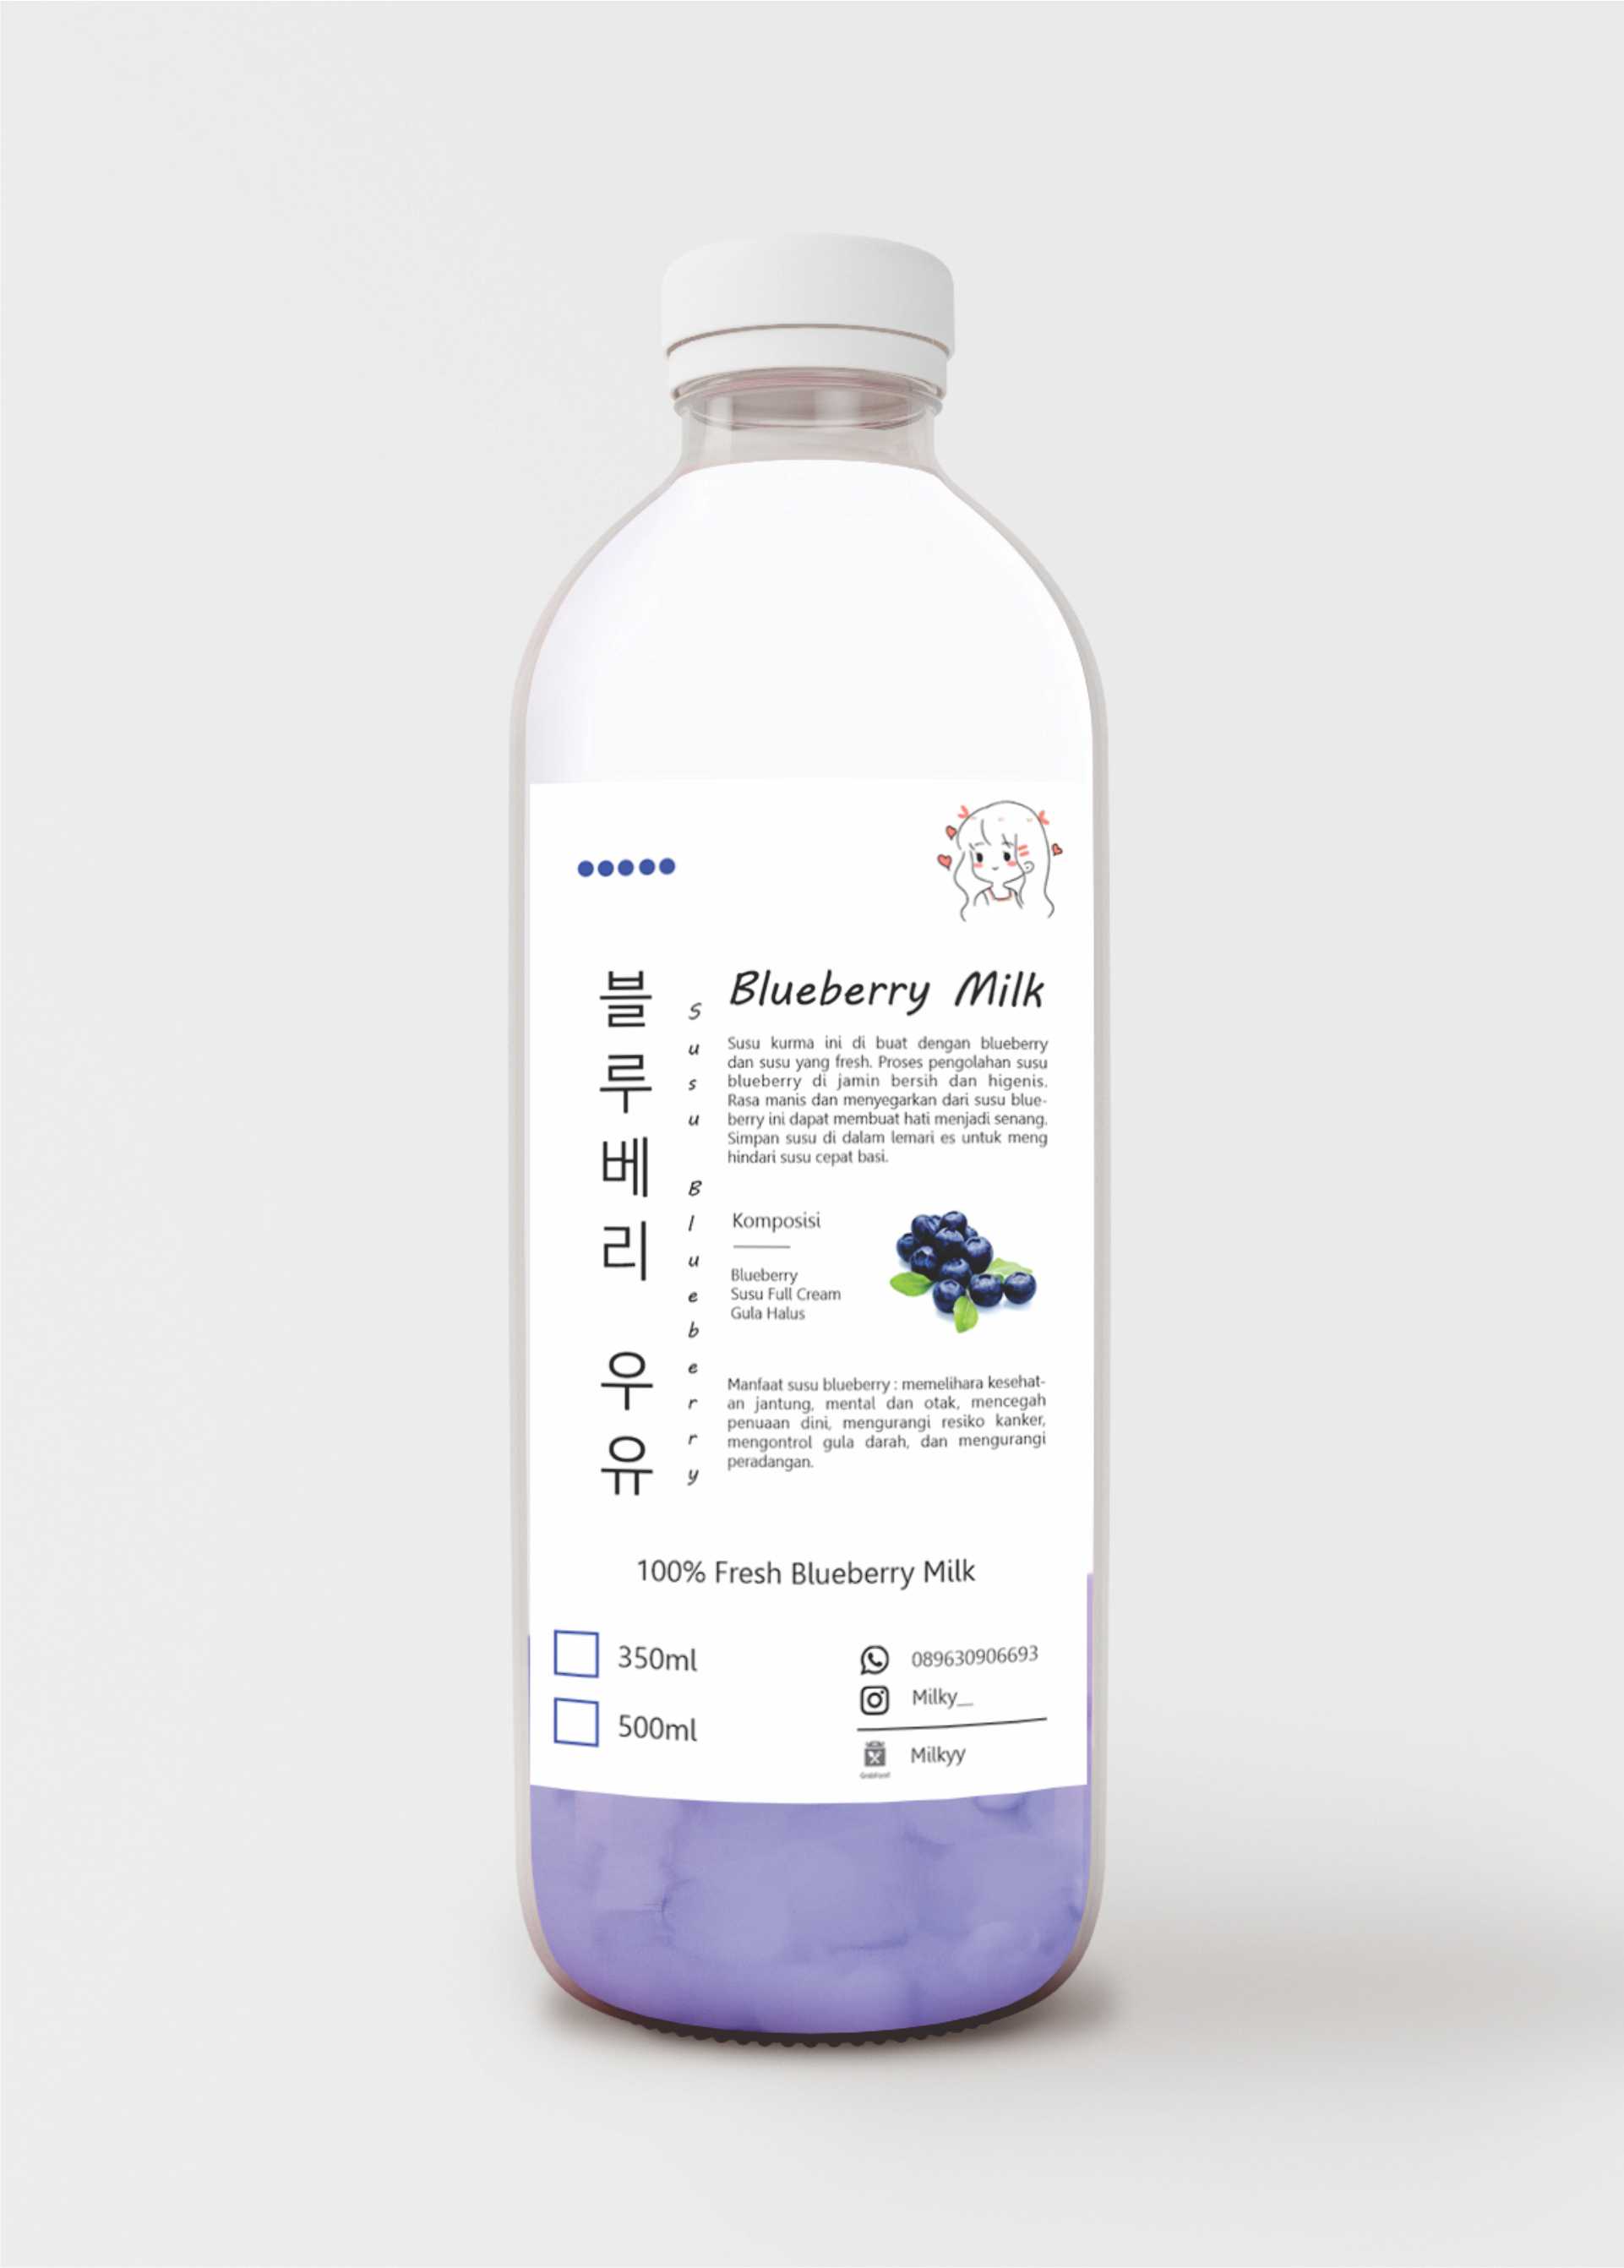 블루베리 우유
Susu Blueberry
Blueberry Milk
Susu kurma ini di buat dengan blueberry
dan susu yang fresh. Proses pengolahan susu
blueberry di jamin bersih dan higenis.
Rasa manis dan menyegarkan dari susu blue-
berry ini dapat membuat hati menjadi senang.
Simpan susu di dalam lemari es untuk meng
hindari susu cepat basi.
Komposisi
Blueberry
Susu Full Cream
Gula Halus
Manfaat susu blueberry : memelihara kesehat-
an jantung, mental dan otak, mencegah
penuaan dini, mengurangi resiko kanker,
mengontrol gula darah, dan mengurangi
peradangan.
100% Fresh Blueberry Milk
350ml
500ml
089630906693
Milky__
GrabFood
Milkyy